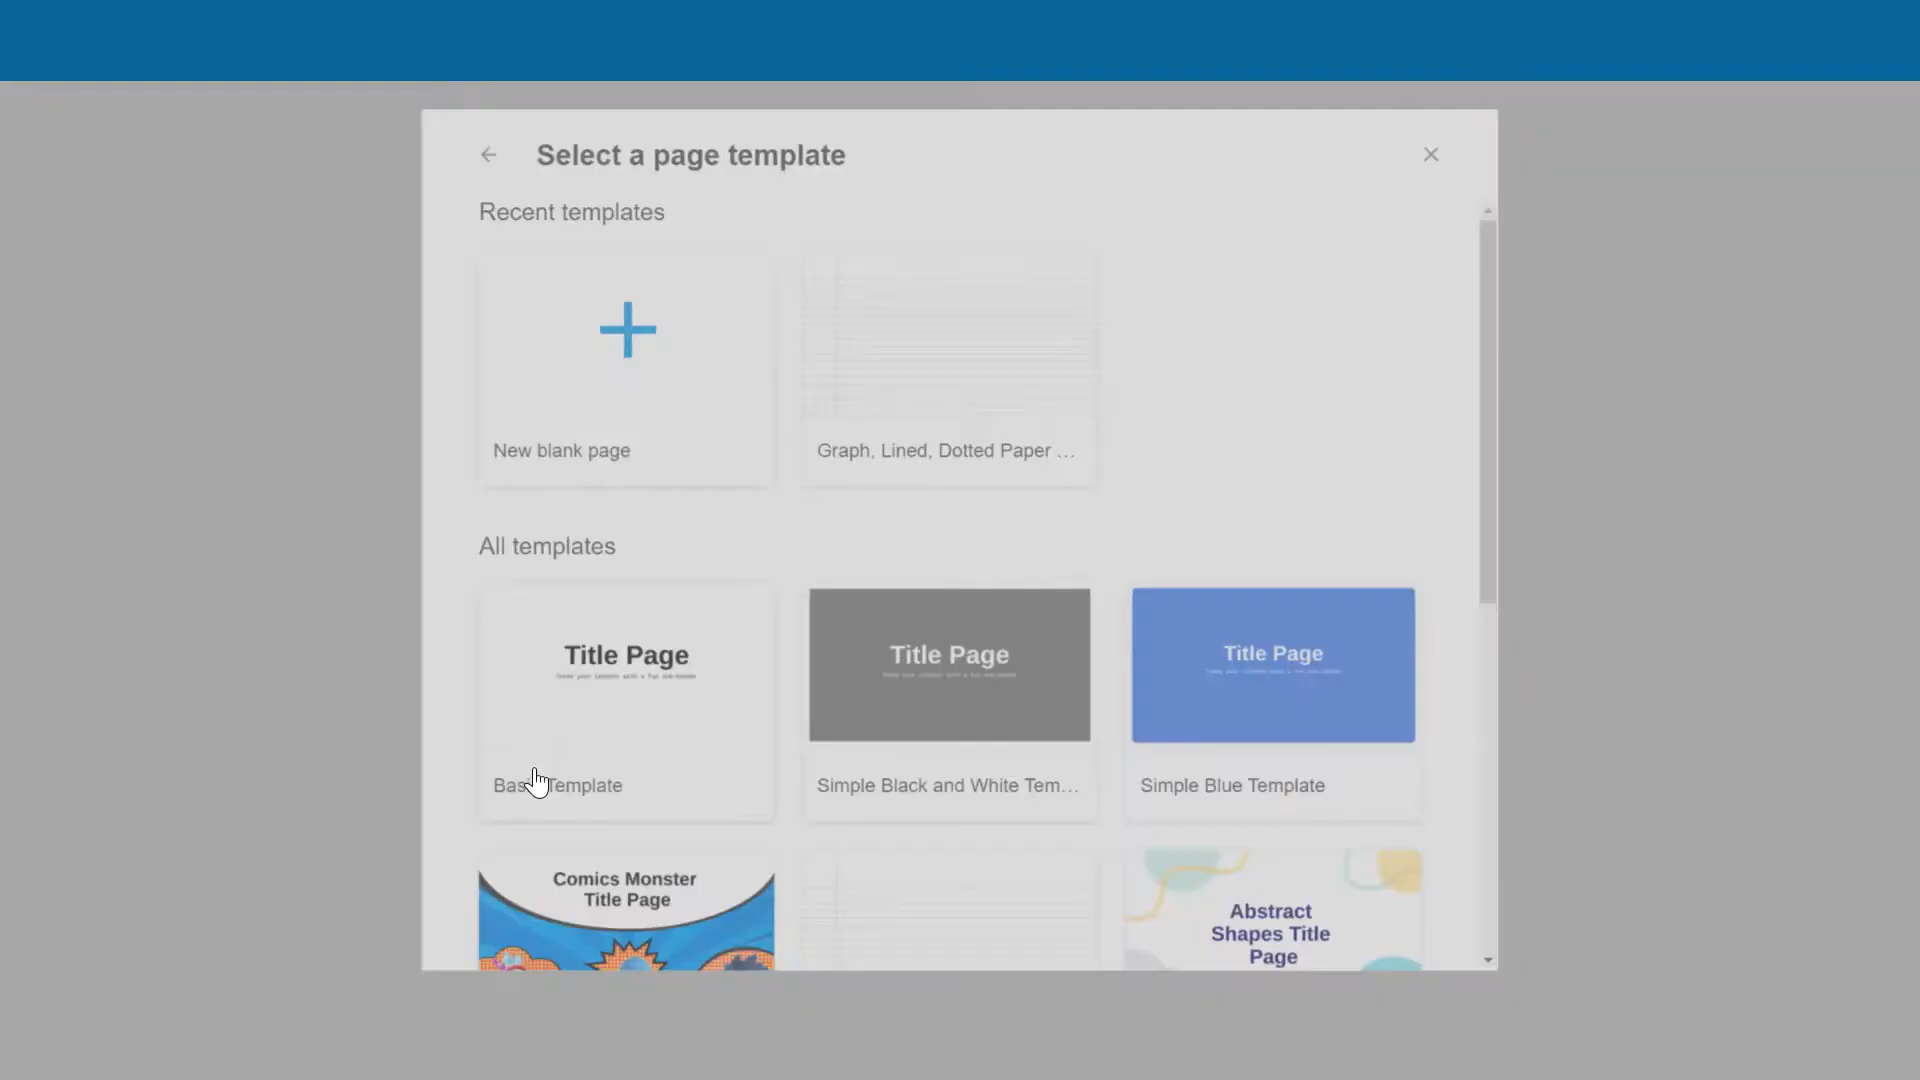 Select a page template
Recent templates
New blank page
Graph, Lined, Dotted Paper ...
All templates
Title Page
Title Page
Title Page
Template
Simple Black and White Tem...
Simple Blue Template
Comics Monster
Title Page
Abstract
Shapes Title
Page